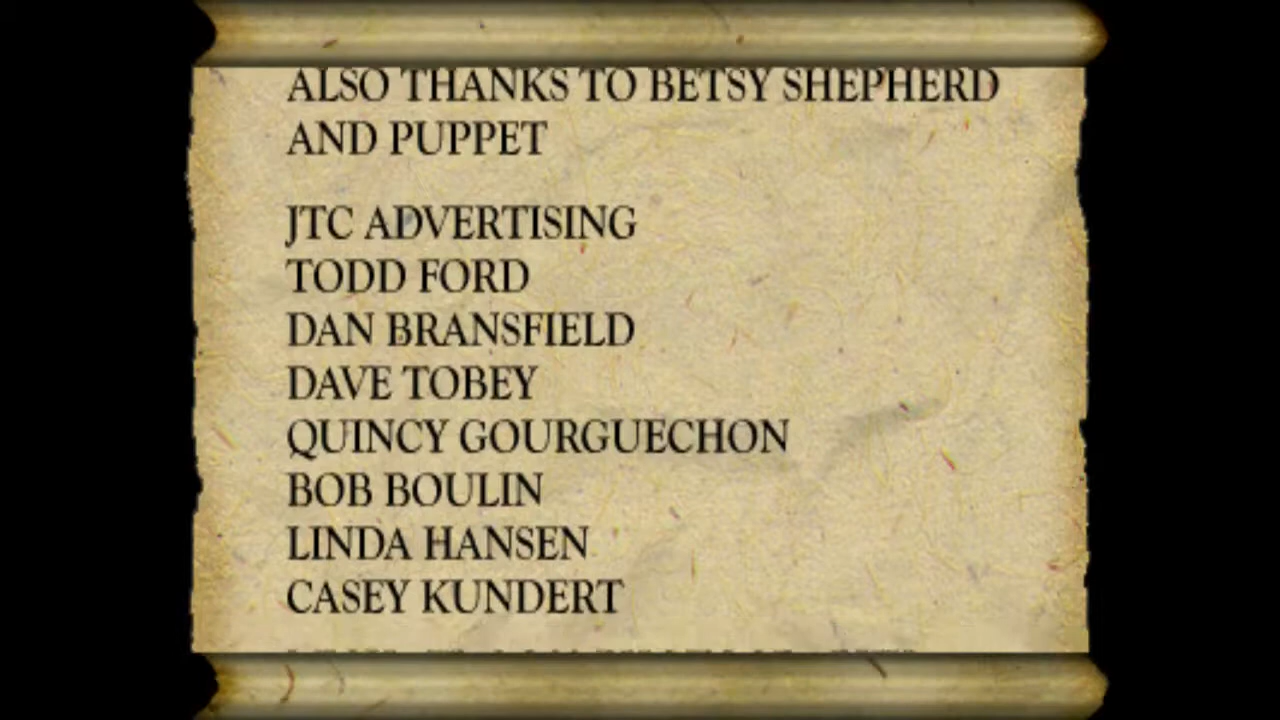 ALSO THANKS TO BETSY SHEPHERD
AND PUPPET
JTC ADVERTISING
TODD FORD
DAN BRANSFIELD
DAVE TOBEY
QUINCY GOURGUECHON
BOB BOULIN
LINDA HANSEN
CASEY KUNDERT